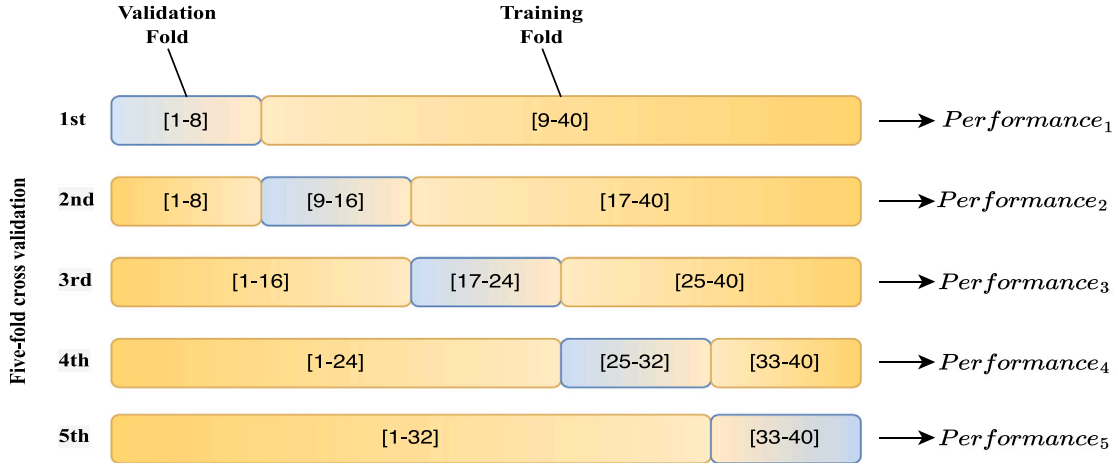 Validation
Fold
Training
Fold
Five-fold cross validation
1st [1-8] [9-40] Performance₁
2nd [1-8] [9-16] [17-40] Performance₂
3rd [1-16] [17-24] [25-40] Performance₃
4th [1-24] [25-32] [33-40] Performance₄
5th [1-32] [33-40] Performance₅